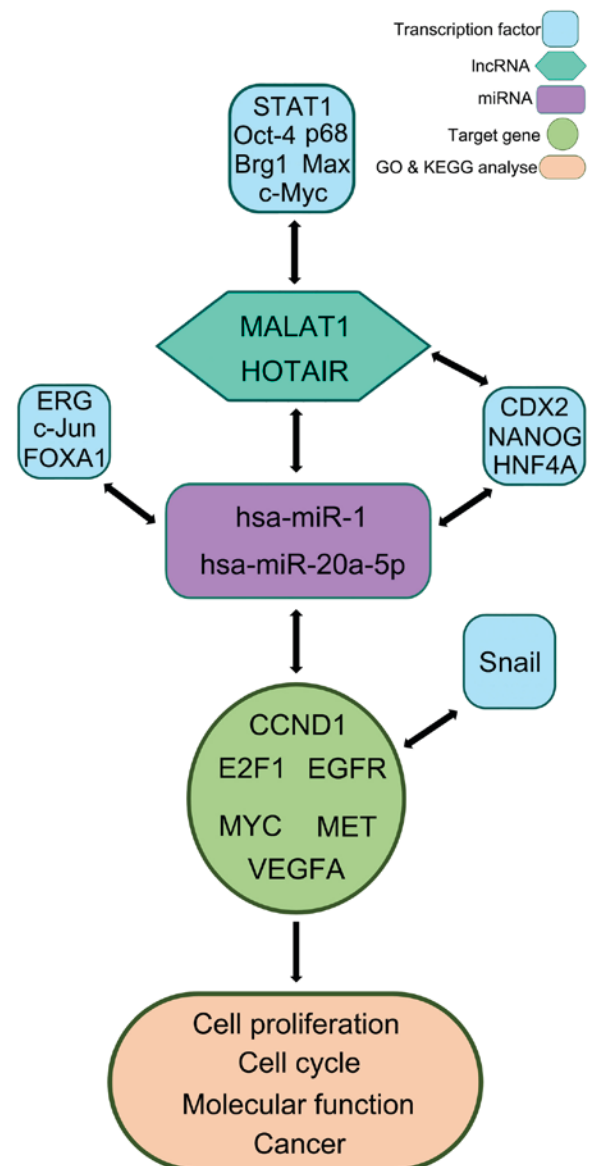 Transcription factor
lncRNA
miRNA
Target gene
GO & KEGG analyse
STAT1
Oct-4 p68
Brg1 Max
c-Myc
MALAT1
HOTAIR
ERG
c-Jun
FOXA1
CDX2
NANOG
HNF4A
hsa-miR-1
hsa-miR-20a-5p
Snail
CCND1
E2F1 EGFR
MYC MET
VEGFA
Cell proliferation
Cell cycle
Molecular function
Cancer